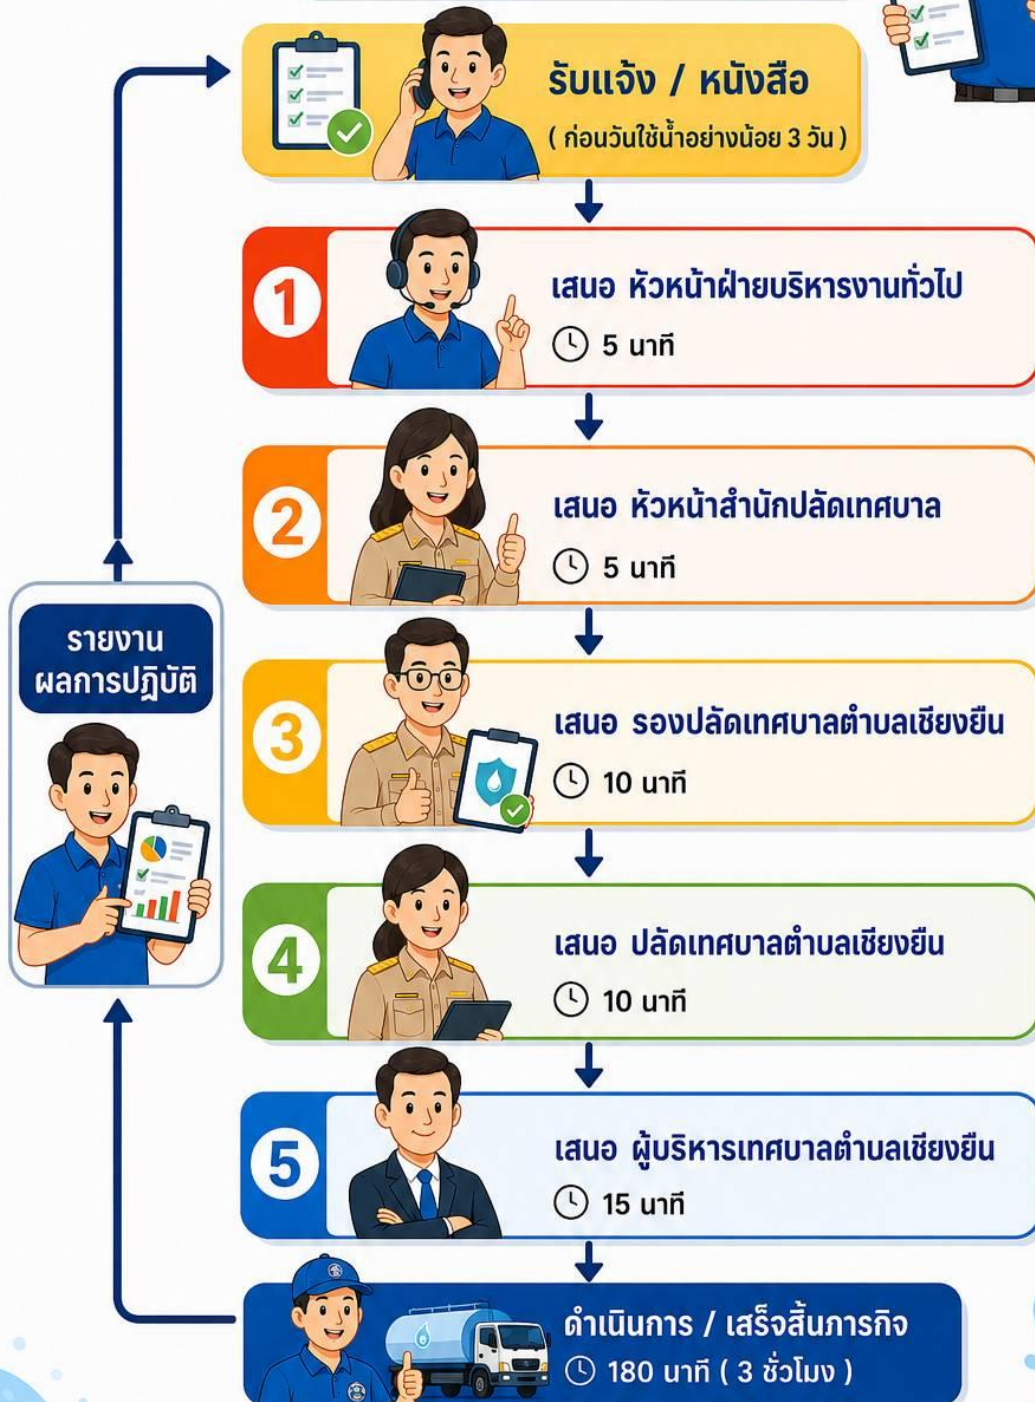 รับแจ้ง / หนังสือ
( ก่อนวันใช้น้ำอย่างน้อย 3 วัน )
1
เสนอ หัวหน้าฝ่ายบริหารงานทั่วไป
5 นาที
2
เสนอ หัวหน้าสำนักปลัดเทศบาล
5 นาที
รายงาน
ผลการปฏิบัติ
3
เสนอ รองปลัดเทศบาลตำบลเชียงยืน
10 นาที
4
เสนอ ปลัดเทศบาลตำบลเชียงยืน
10 นาที
5
เสนอ ผู้บริหารเทศบาลตำบลเชียงยืน
15 นาที
ดำเนินการ / เสร็จสิ้นภารกิจ
180 นาที ( 3 ชั่วโมง )